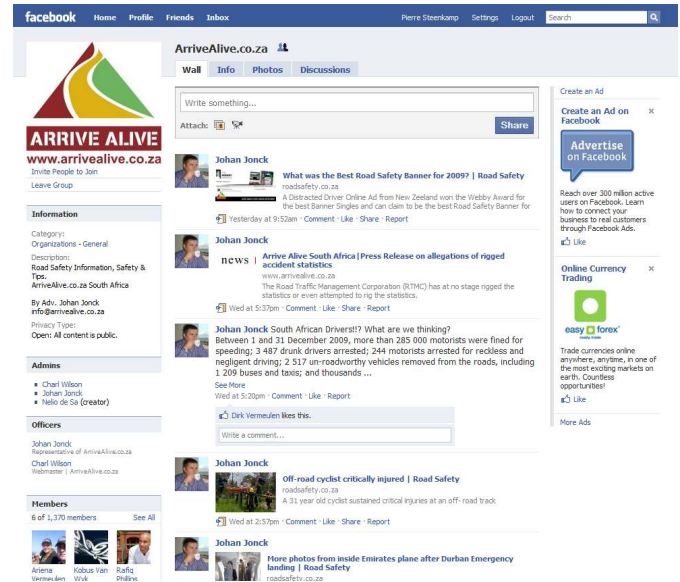 facebook Home Profile Friends Inbox Pierre Steenkamp Settings Logout Search
ARRIVE ALIVE
www.arrivealive.co.za
Invite People to Join
Leave Group
Information
Category:
Organizations - General
Description:
Road Safety Information, Safety &
Tips.
ArriveAlive.co.za South Africa
By Adv. Johan Jonck
info@arrivealive.co.za
Privacy Type:
Open: All content is public.
Admins
Charl Wilson
Johan Jonck
Nelio de Sa (creator)
Officers
Johan Jonck
Representative of ArriveAlive.co.za
Charl Wilson
Webmaster | ArriveAlive.co.za
Members
6 of 1,370 members See All
Ariena
Vermeulen
Kobus Van
Wyk
Rafiq
Phillips
ArriveAlive.co.za
Wall Info Photos Discussions
Write something...
Attach:
Share
Johan Jonck
What was the Best Road Safety Banner for 2009? | Road Safety
roadsafety.co.za
A Distracted Driver Online Ad from New Zeeland won the Webby Award for
the best Banner Singles and can claim to be the best Road Safety Banner for
Yesterday at 9:52am · Comment · Like · Share · Report
Johan Jonck
news
Arrive Alive South Africa|Press Release on allegations of rigged
accident statistics
www.arrivealive.co.za
The Road Traffic Management Corporation (RTMC) has at no stage rigged the
statistics or even attempted to rig the statistics.
Wed at 5:37pm · Comment · Like · Share · Report
Johan Jonck South African Drivers!!? What are we thinking?
Between 1 and 31 December 2009, more than 285 000 motorists were fined for
speeding; 3 487 drunk drivers arrested; 244 motorists arrested for reckless and
negligent driving; 2 517 un-roadworthy vehicles removed from the roads, including
1 209 buses and taxis; and thousands ...
See More
Wed at 5:20pm · Comment · Like · Report
Dirk Vermeulen likes this.
Write a comment...
Johan Jonck
Off-road cyclist critically injured | Road Safety
roadsafety.co.za
A 31 year old cyclist sustained critical injuries at an off- road track
Wed at 2:57pm · Comment · Like · Share · Report
Johan Jonck
More photos from inside Emirates plane after Durban Emergency
landing | Road Safety
roadsafety.co.za
Create an Ad
Create an Ad on
Facebook
Advertise
on Facebook
Reach over 300 million active
users on Facebook. Learn
how to connect your
business to real customers
through Facebook Ads.
Like
Online Currency
Trading
easy forex
Trade currencies online
anywhere, anytime, in one of
the most exciting markets on
earth. Countless
opportunities!
Like
More Ads